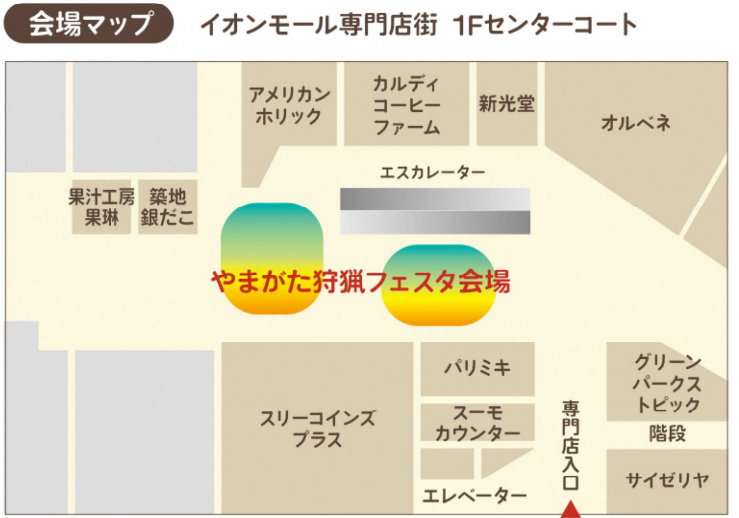 会場マップ イオンモール専門店街 1Fセンターコート
アメリカン
ホリック
カルディ
コーヒー
ファーム
新光堂
オルベネ
エスカレーター
果汁工房
果琳
築地
銀だこ
やまがた狩猟フェスタ会場
スリーコインズ
プラス
パリミキ
スーモ
カウンター
エレベーター
専門店入口
グリーン
パークス
トピック
階段
サイゼリヤ